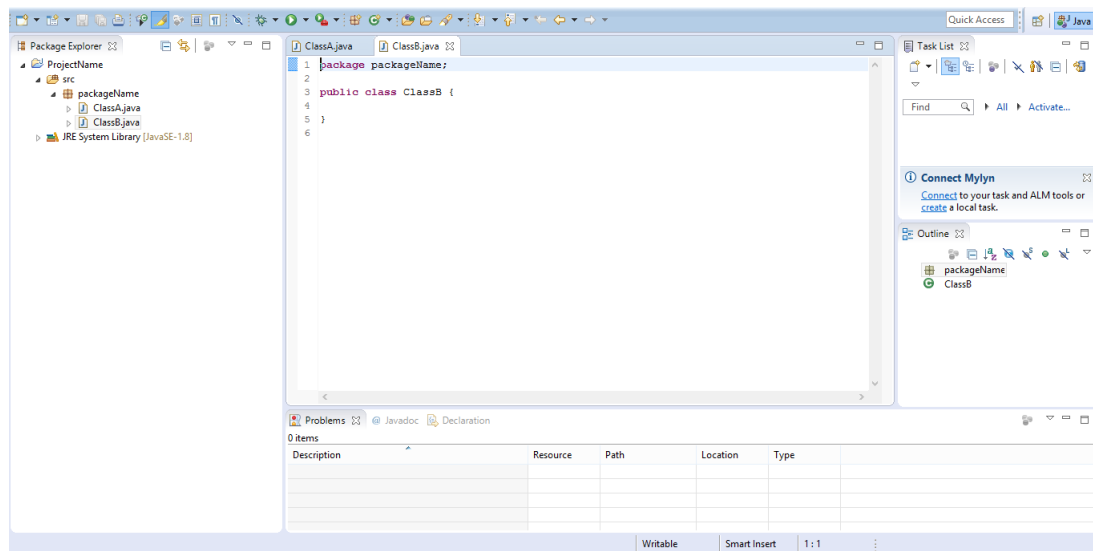 Quick Access
Java
Package Explorer
ProjectName
src
packageName
ClassA.java
ClassB.java
JRE System Library [JavaSE-1.8]
ClassA.java ClassB.java
1 package packageName;
2
3 public class ClassB {
4
5 }
6
Task List
Find All Activate...
Connect Mylyn
Connect to your task and ALM tools or
create a local task.
Outline
packageName
ClassB
Problems @ Javadoc Declaration
0 items
Description Resource Path Location Type
Writable Smart Insert 1 : 1